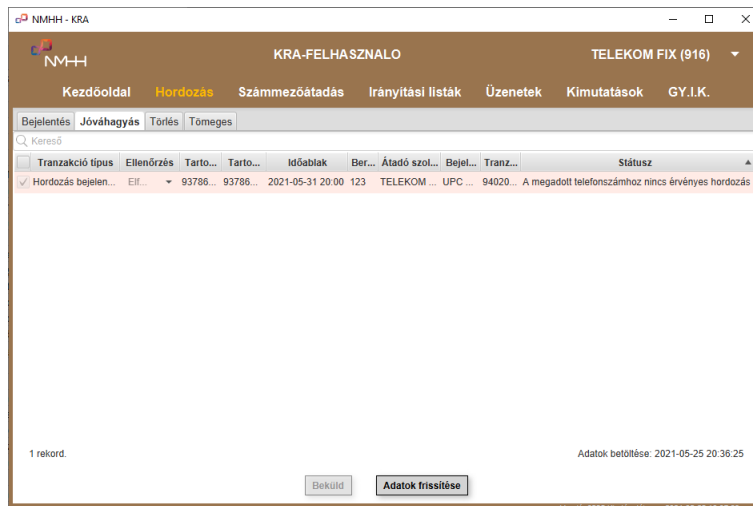 NMHH - KRA
NMHH KRA-FELHASZNALO TELEKOM FIX (916)
Kezdőoldal Hordozás Számmezőátadás Irányítási listák Üzenetek Kimutatások GY.I.K.
Bejelentés Jóváhagyás Törlés Tömeges
Kereső
Tranzakció típus Ellenőrzés Tarto... Tarto... Időablak Ber... Átadó szol... Bejel... Tranz... Státusz
Hordozás bejelen... Elf... 93786... 93786... 2021-05-31 20:00 123 TELEKOM ... UPC ... 94020... A megadott telefonszámhoz nincs érvényes hordozás
1 rekord. Adatok betöltése: 2021-05-25 20:36:25
Beküld Adatok frissítése